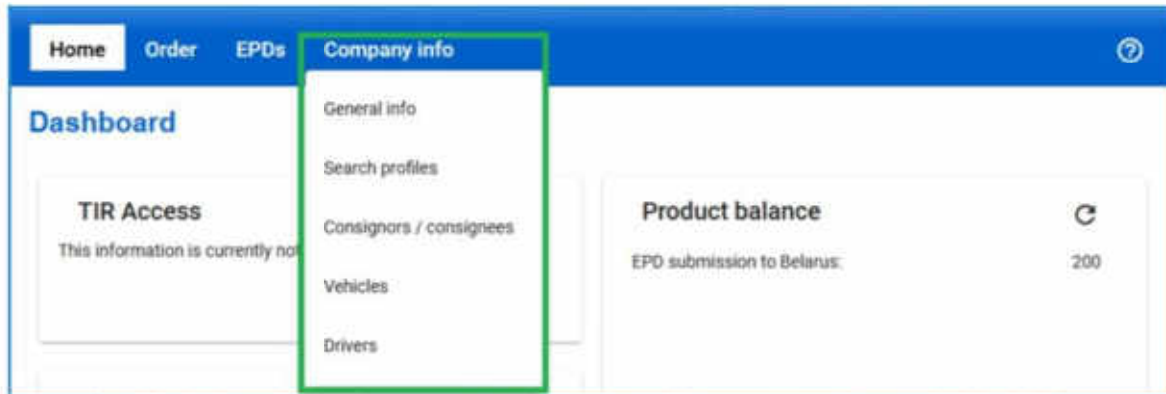 Home Order EPDs Company info
Dashboard
General info
Search profiles
Consignors / consignees
Vehicles
Drivers
TIR Access
This information is currently
Product balance
EPD submission to Belarus: 200